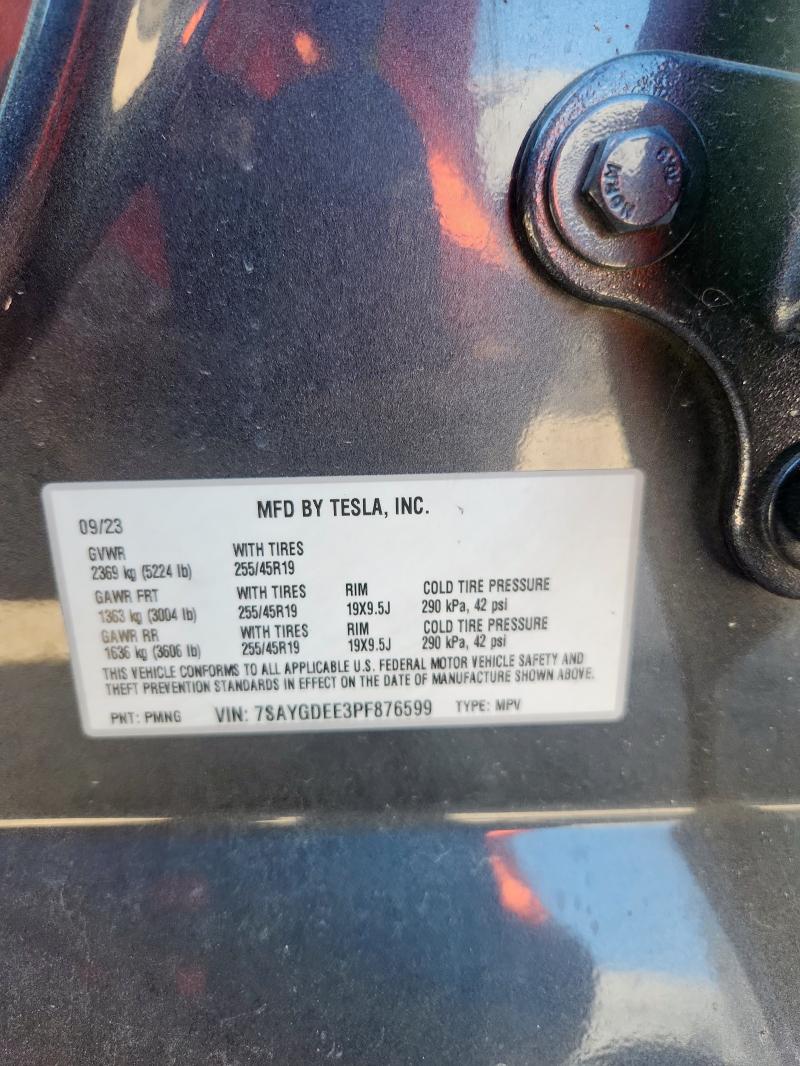 MFD BY TESLA, INC.
09/23
GVWR WITH TIRES
2369 kg (5224 lb) 255/45R19
GAWR FRT WITH TIRES RIM COLD TIRE PRESSURE
1363 kg (3004 lb) 255/45R19 19X9.5J 290 kPa, 42 psi
GAWR RR WITH TIRES RIM COLD TIRE PRESSURE
1636 kg (3606 lb) 255/45R19 19X9.5J 290 kPa, 42 psi
THIS VEHICLE CONFORMS TO ALL APPLICABLE U.S. FEDERAL MOTOR VEHICLE SAFETY AND
THEFT PREVENTION STANDARDS IN EFFECT ON THE DATE OF MANUFACTURE SHOWN ABOVE.
PNT: PMNG VIN: 7SAYGDEE3PF876599 TYPE: MPV